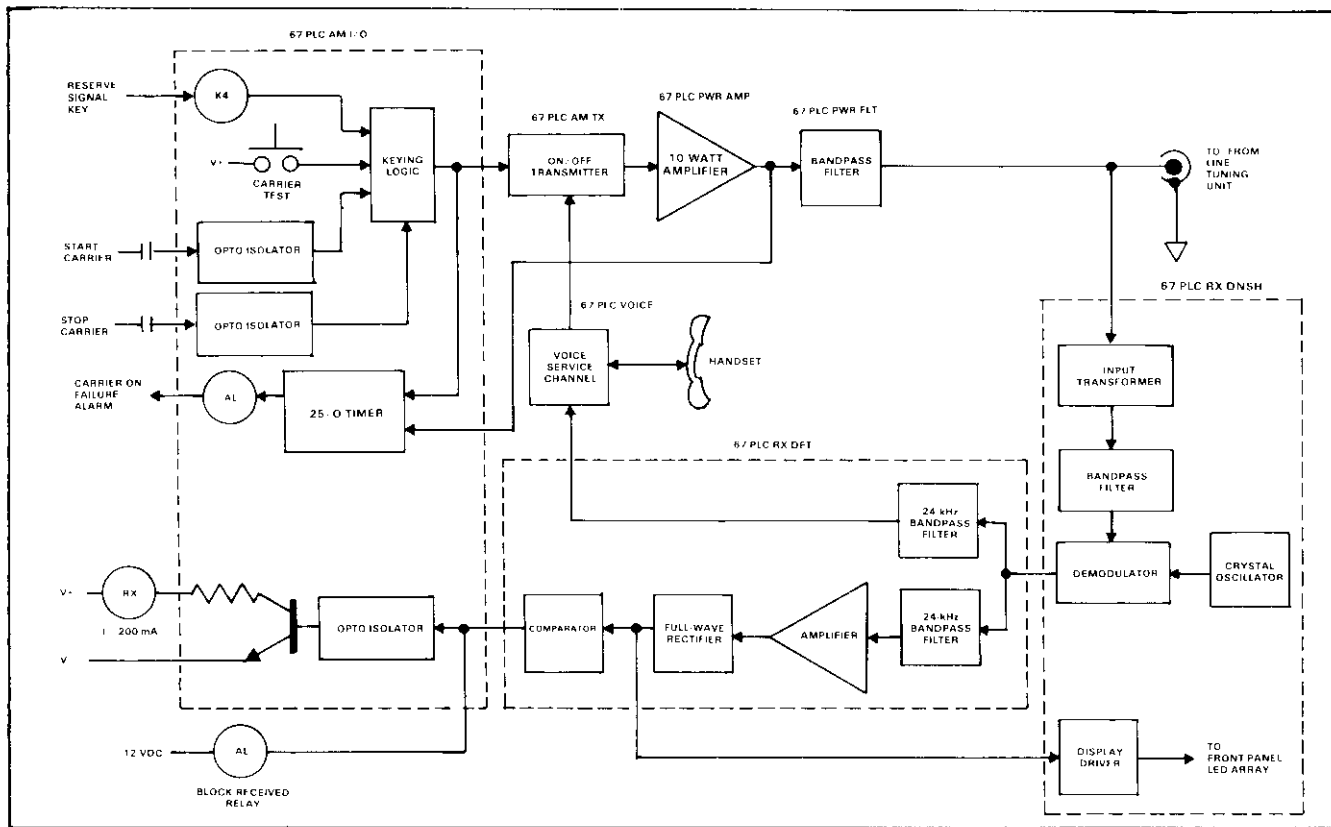 67 PLC AM I/O
RESERVE
SIGNAL
KEY
K4
V+
CARRIER
TEST
KEYING
LOGIC
START
CARRIER
OPTO ISOLATOR
STOP
CARRIER
OPTO ISOLATOR
CARRIER ON
FAILURE
ALARM
AL
25-O TIMER
67 PLC AM TX
ON/OFF
TRANSMITTER
67 PLC PWR AMP
10 WATT
AMPLIFIER
67 PLC PWR FLT
BANDPASS
FILTER
TO FROM
LINE
TUNING
UNIT
67 PLC VOICE
VOICE
SERVICE
CHANNEL
HANDSET
67 PLC RX DNSH
INPUT
TRANSFORMER
BANDPASS
FILTER
DEMODULATOR
CRYSTAL
OSCILLATOR
67 PLC RX DFT
24 kHz
BANDPASS
FILTER
24-kHz
BANDPASS
FILTER
AMPLIFIER
FULL-WAVE
RECTIFIER
COMPARATOR
OPTO ISOLATOR
V+
RX
I 200 mA
V
12 VDC
AL
BLOCK RECEIVED
RELAY
DISPLAY
DRIVER
TO
FRONT PANEL
LED ARRAY